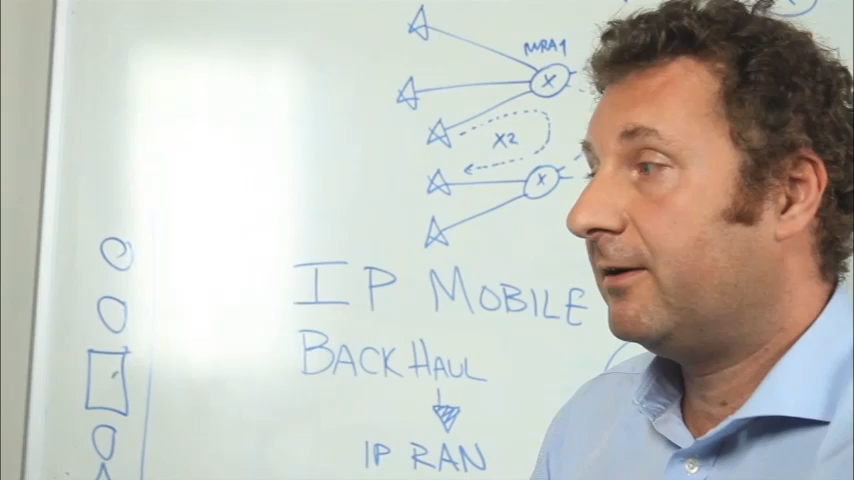 MRA1
X
X2
X
IP MOBILE
BACKHAUL
IP RAN